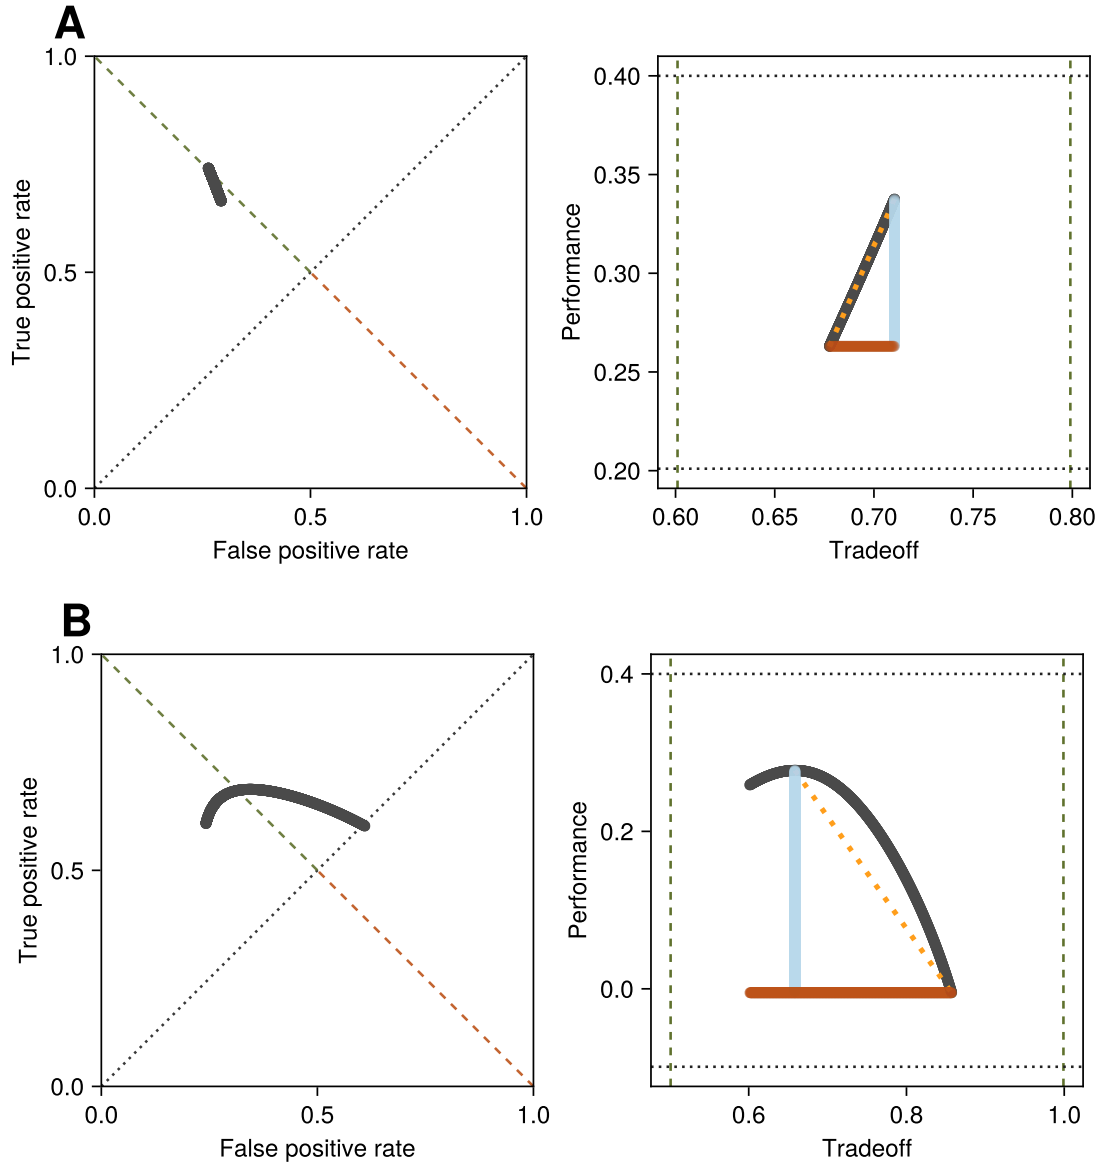 A
1.0
0.5
0.0
True positive rate
0.0 0.5 1.0
False positive rate
0.40
0.35
0.30
0.25
0.20
Performance
0.60 0.65 0.70 0.75 0.80
Tradeoff
B
1.0
0.5
0.0
True positive rate
0.0 0.5 1.0
False positive rate
0.4
0.2
0.0
Performance
0.6 0.8 1.0
Tradeoff